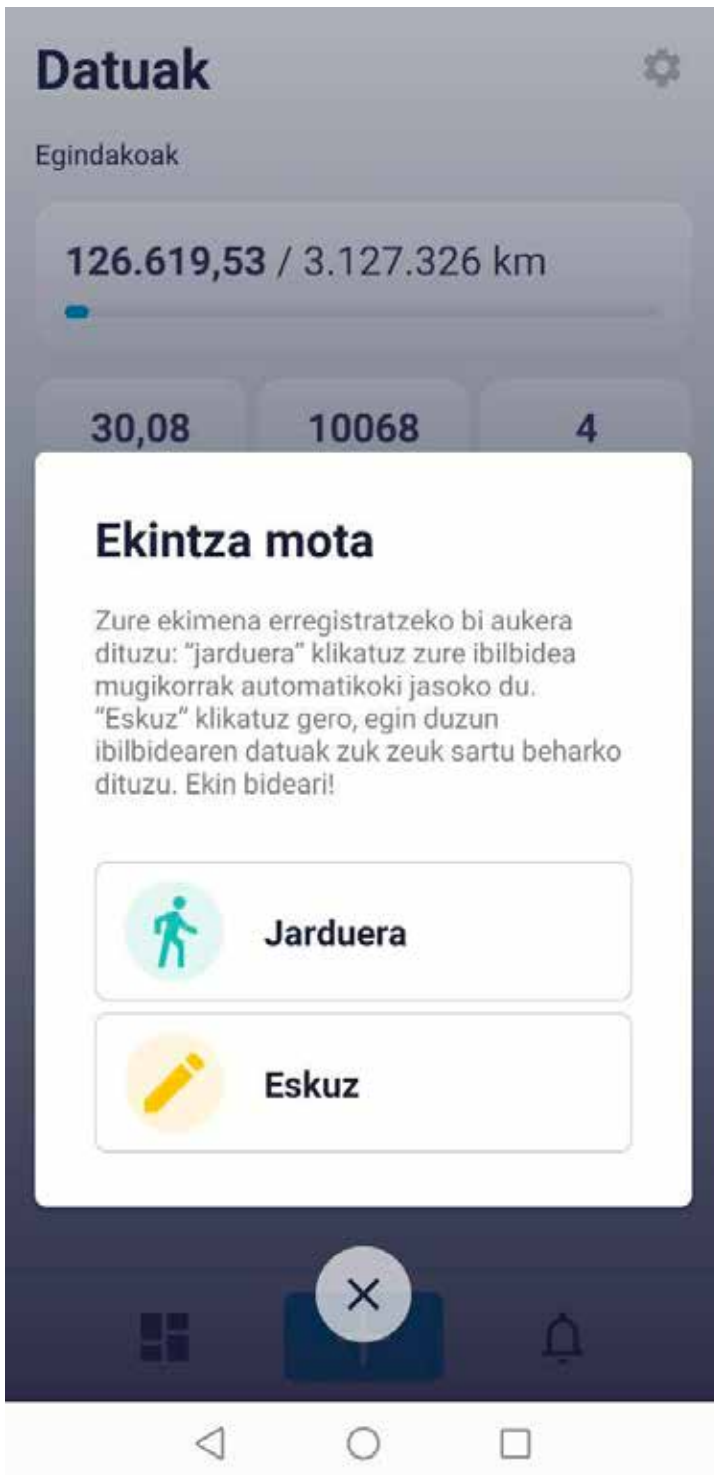 Datuak
Egindakoak
126.619,53 / 3.127.326 km
30,08 10068 4
Ekintza mota
Zure ekimena erregistratzeko bi aukera
dituzu: “jarduera” klikatuz zure ibilbidea
mugikorrak automatikoki jasoko du.
“Eskuz” klikatuz gero, egin duzun
ibilbidearen datuak zuk zeuk sartu beharko
dituzu. Ekin bideari!
Jarduera
Eskuz